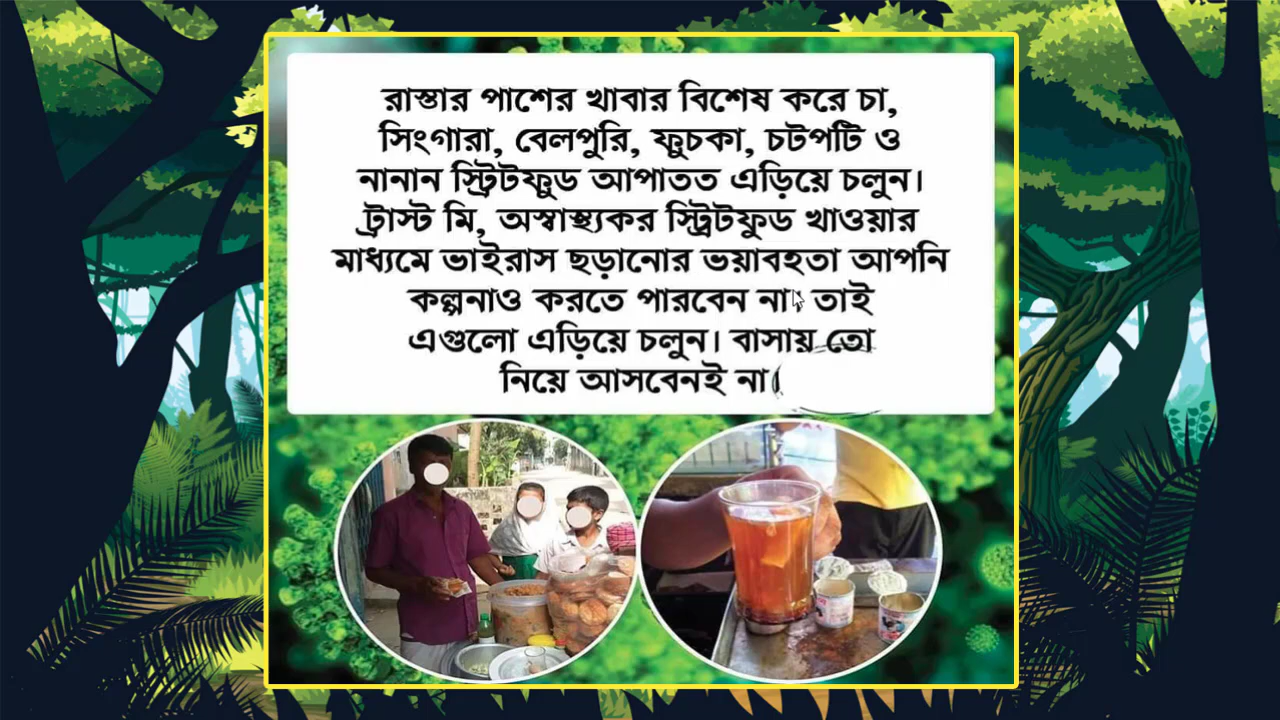 রাস্তার পাশের খাবার বিশেষ করে চা,
সিংগারা, বেলপুরি, ফুচকা, চটপটি ও
নানান স্ট্রিটফুড আপাতত এড়িয়ে চলুন।
ট্রাস্ট মি, অস্বাস্থ্যকর স্ট্রিটফুড খাওয়ার
মাধ্যমে ভাইরাস ছড়ানোর ভয়াবহতা আপনি
কল্পনাও করতে পারবেন না। তাই
এগুলো এড়িয়ে চলুন। বাসায় তো
নিয়ে আসবেনই না।